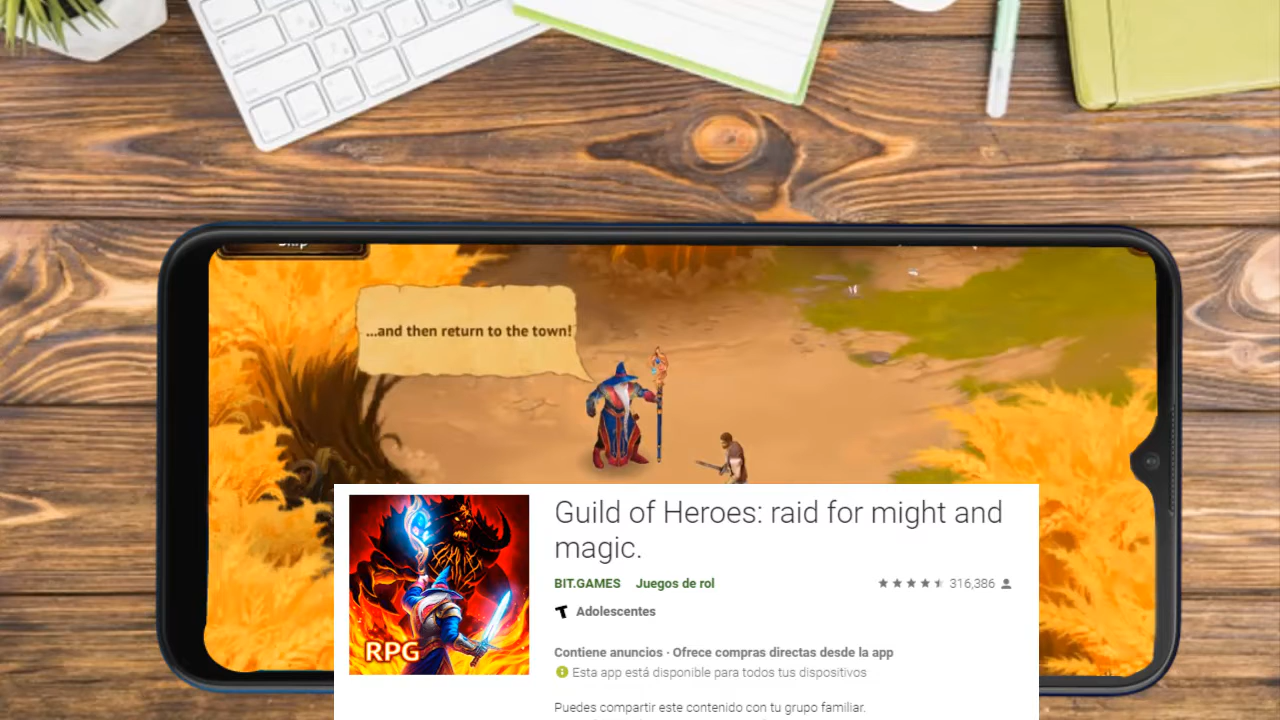 ...and then return to the town!
Guild of Heroes: raid for might and
magic.
BIT.GAMES Juegos de rol
316,386
T Adolescentes
Contiene anuncios · Ofrece compras directas desde la app
Esta app está disponible para todos tus dispositivos
Puedes compartir este contenido con tu grupo familiar.
RPG